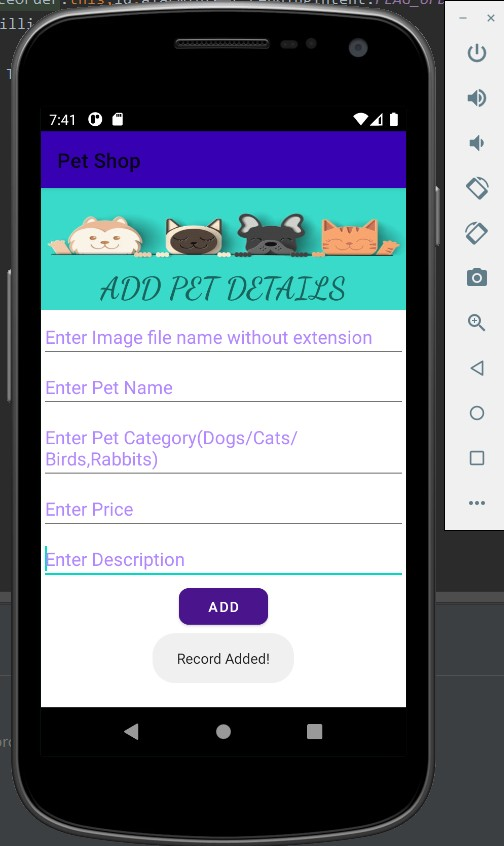 7:41
Pet Shop
ADD PET DETAILS
Enter Image file name without extension
Enter Pet Name
Enter Pet Category(Dogs/Cats/
Birds,Rabbits)
Enter Price
Enter Description
ADD
Record Added!